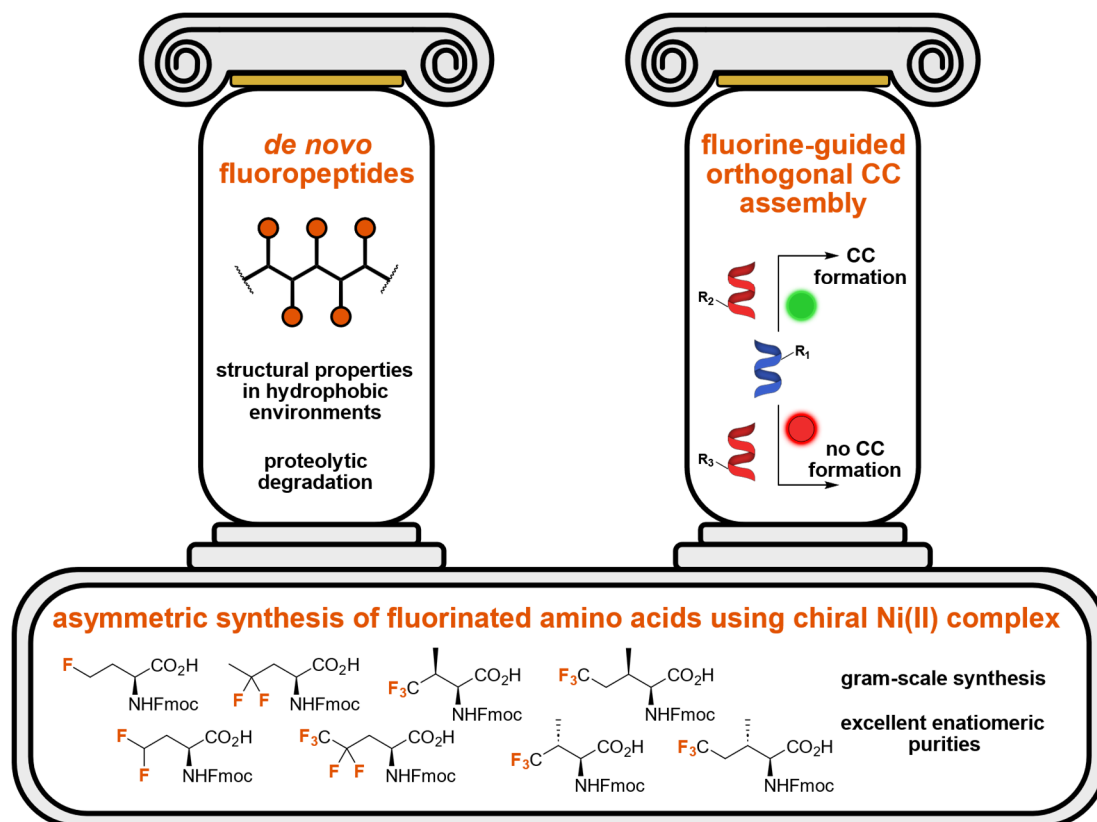 de novo
fluoropeptides
structural properties
in hydrophobic
environments
proteolytic
degradation
fluorine-guided
orthogonal CC
assembly
CC
formation
R2
R1
R3
no CC
formation
asymmetric synthesis of fluorinated amino acids using chiral Ni(II) complex
F
CO2H
NHFmoc
F
F
CO2H
NHFmoc
F3C
CO2H
NHFmoc
F3C
CO2H
NHFmoc
F
F
CO2H
NHFmoc
F3C
F
F
CO2H
NHFmoc
F3C
CO2H
NHFmoc
F3C
CO2H
NHFmoc
gram-scale synthesis
excellent enatiomeric
purities